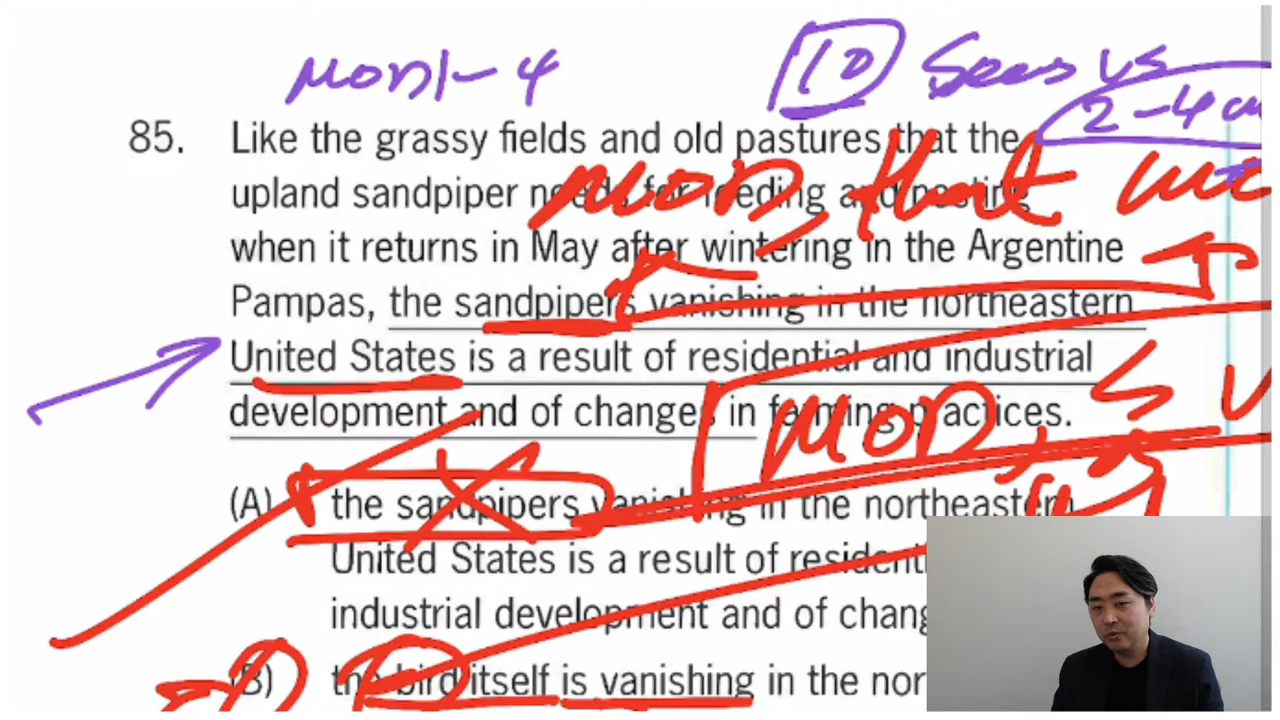 MOD 1-4
10 Secs vs
2-4
85. Like the grassy fields and old pastures that the
upland sandpiper needs for feeding and nesting
MOD, that
when it returns in May after wintering in the Argentine
Pampas, the sandpipers vanishing in the northeastern
United States is a result of residential and industrial
development and of changes in farming practices.
MOD, S V
(A) the sandpipers vanishing in the northeastern
United States is a result of
industrial development and of
(B) the bird itself is vanishing in the